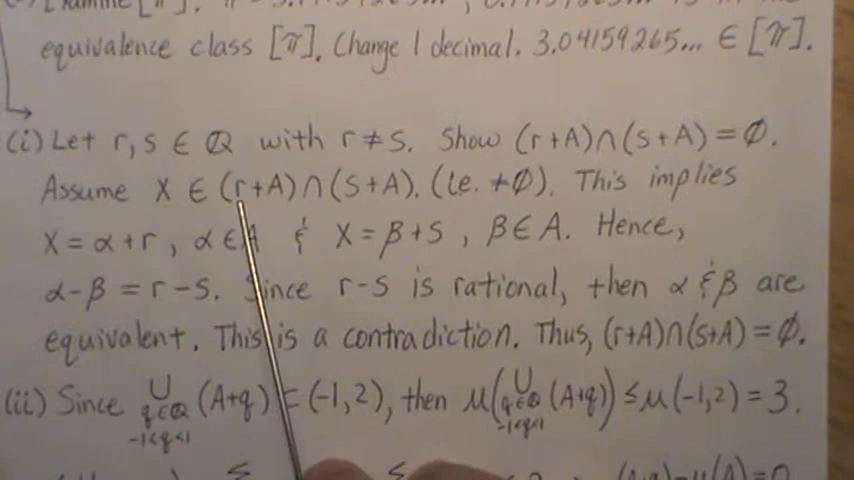 equivalence class [π]. Change 1 decimal. 3.04159265... ∈ [π].
(i) Let r, s ∈ ℚ with r ≠ s. Show (r+A)∩(s+A) = ∅.
Assume x ∈ (r+A)∩(s+A). (ie. ≠∅). This implies
x = α+r, α ∈ A & x = β+s, β ∈ A. Hence,
α-β = r-s. Since r-s is rational, then α & β are
equivalent. This is a contradiction. Thus, (r+A)∩(s+A) = ∅.
(ii) Since ∪ (A+q) ⊂ (-1,2), then μ(∪ (A+q)) ≤ μ(-1,2) = 3.
q∈ℚ q∈ℚ
-1<q<1 -1<q<1